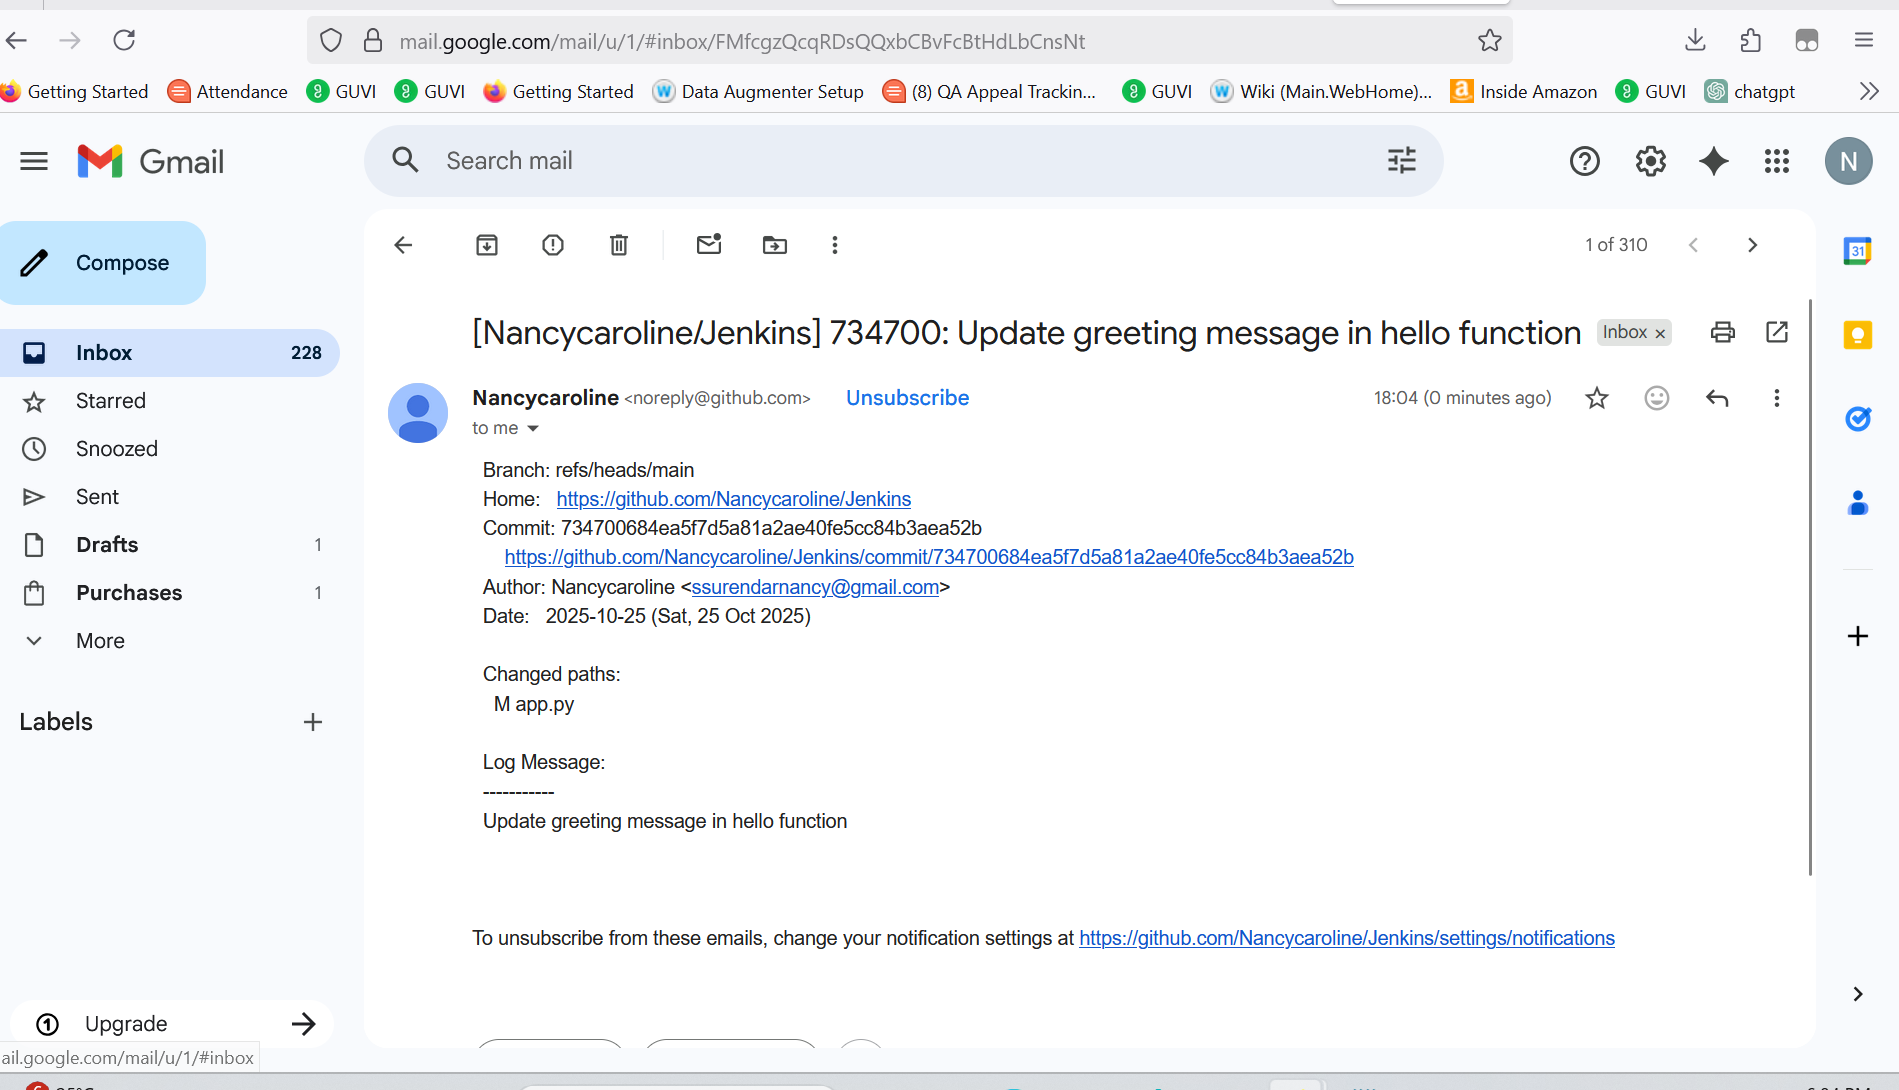 mail.google.com/mail/u/1/#inbox/FMfcgzQcqRDsQQxbCBvFcBtHdLbCnsNt
Getting Started Attendance GUVI GUVI Getting Started Data Augmenter Setup (8) QA Appeal Trackin... GUVI Wiki (Main.WebHome)... Inside Amazon GUVI chatgpt
Gmail
Search mail
N
Compose
1 of 310
31
[Nancycaroline/Jenkins] 734700: Update greeting message in hello function Inbox ×
Inbox 228
Starred
Snoozed
Sent
Drafts 1
Purchases 1
More
Labels
Nancycaroline <noreply@github.com> Unsubscribe 18:04 (0 minutes ago)
to me
Branch: refs/heads/main
Home: https://github.com/Nancycaroline/Jenkins
Commit: 734700684ea5f7d5a81a2ae40fe5cc84b3aea52b
https://github.com/Nancycaroline/Jenkins/commit/734700684ea5f7d5a81a2ae40fe5cc84b3aea52b
Author: Nancycaroline <ssurendarnancy@gmail.com>
Date: 2025-10-25 (Sat, 25 Oct 2025)
Changed paths:
M app.py
Log Message:
-----------
Update greeting message in hello function
To unsubscribe from these emails, change your notification settings at https://github.com/Nancycaroline/Jenkins/settings/notifications
Upgrade
ail.google.com/mail/u/1/#inbox